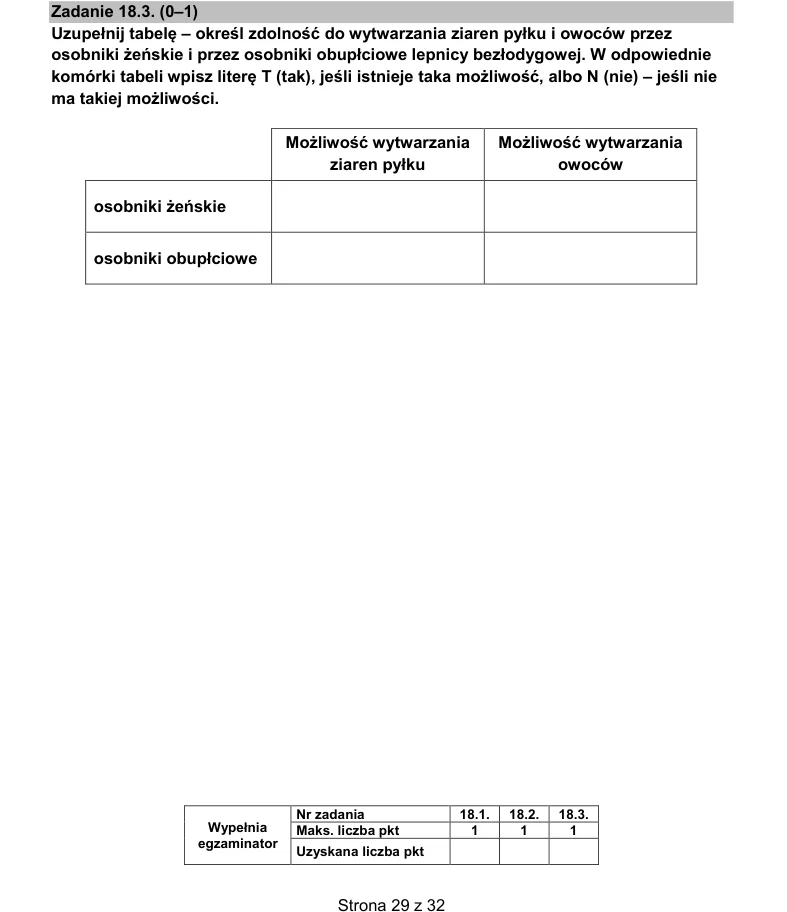 Zadanie 18.3. (0–1)
Uzupełnij tabelę – określ zdolność do wytwarzania ziaren pyłku i owoców przez
osobniki żeńskie i przez osobniki obupłciowe lepnicy bezłodygowej. W odpowiednie
komórki tabeli wpisz literę T (tak), jeśli istnieje taka możliwość, albo N (nie) – jeśli nie
ma takiej możliwości.
Możliwość wytwarzania
ziaren pyłku
Możliwość wytwarzania
owoców
osobniki żeńskie
osobniki obupłciowe
Wypełnia
egzaminator
Nr zadania 18.1. 18.2. 18.3.
Maks. liczba pkt 1 1 1
Uzyskana liczba pkt
Strona 29 z 32